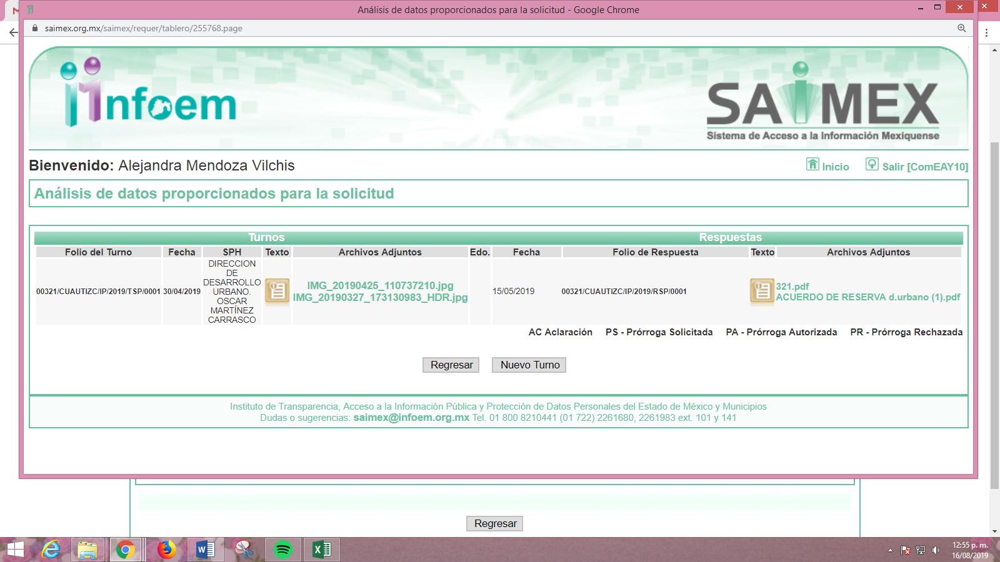 Análisis de datos proporcionados para la solicitud - Google Chrome
saimex.org.mx/saimex/requer/tablero/255768.page
infoem
SAIMEX
Sistema de Acceso a la Información Mexiquense
Bienvenido: Alejandra Mendoza Vilchis
Inicio Salir [ComEAY10]
Análisis de datos proporcionados para la solicitud
Turnos Respuestas
Folio del Turno Fecha SPH Texto Archivos Adjuntos Edo. Fecha Folio de Respuesta Texto Archivos Adjuntos
00321/CUAUTIZC/IP/2019/TSP/0001 30/04/2019
DIRECCION
DE
DESARROLLO
URBANO.
OSCAR
MARTÍNEZ
CARRASCO
IMG_20190425_110737210.jpg
IMG_20190327_173130983_HDR.jpg
15/05/2019 00321/CUAUTIZC/IP/2019/RSP/0001
321.pdf
ACUERDO DE RESERVA d.urbano (1).pdf
AC Aclaración PS - Prórroga Solicitada PA - Prórroga Autorizada PR - Prórroga Rechazada
Regresar Nuevo Turno
Instituto de Transparencia, Acceso a la Información Pública y Protección de Datos Personales del Estado de México y Municipios
Dudas o sugerencias: saimex@infoem.org.mx Tel. 01 800 8210441 (01 722) 2261680, 2261983 ext. 101 y 141
Regresar
12:55 p. m.
16/08/2019